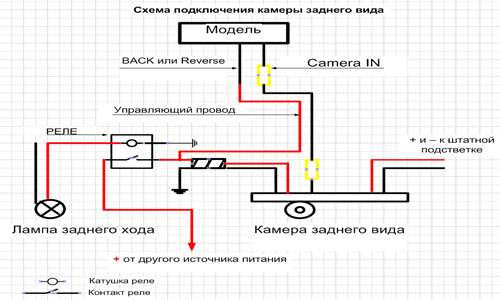 Схема подключения камеры заднего вида
Модель
BACK или Reverse
Camera IN
Управляющий провод
РЕЛЕ
+ и – к штатной
подстветке
Лампа заднего хода
Камера заднего вида
+ от другого источника питания
Катушка реле
Контакт реле